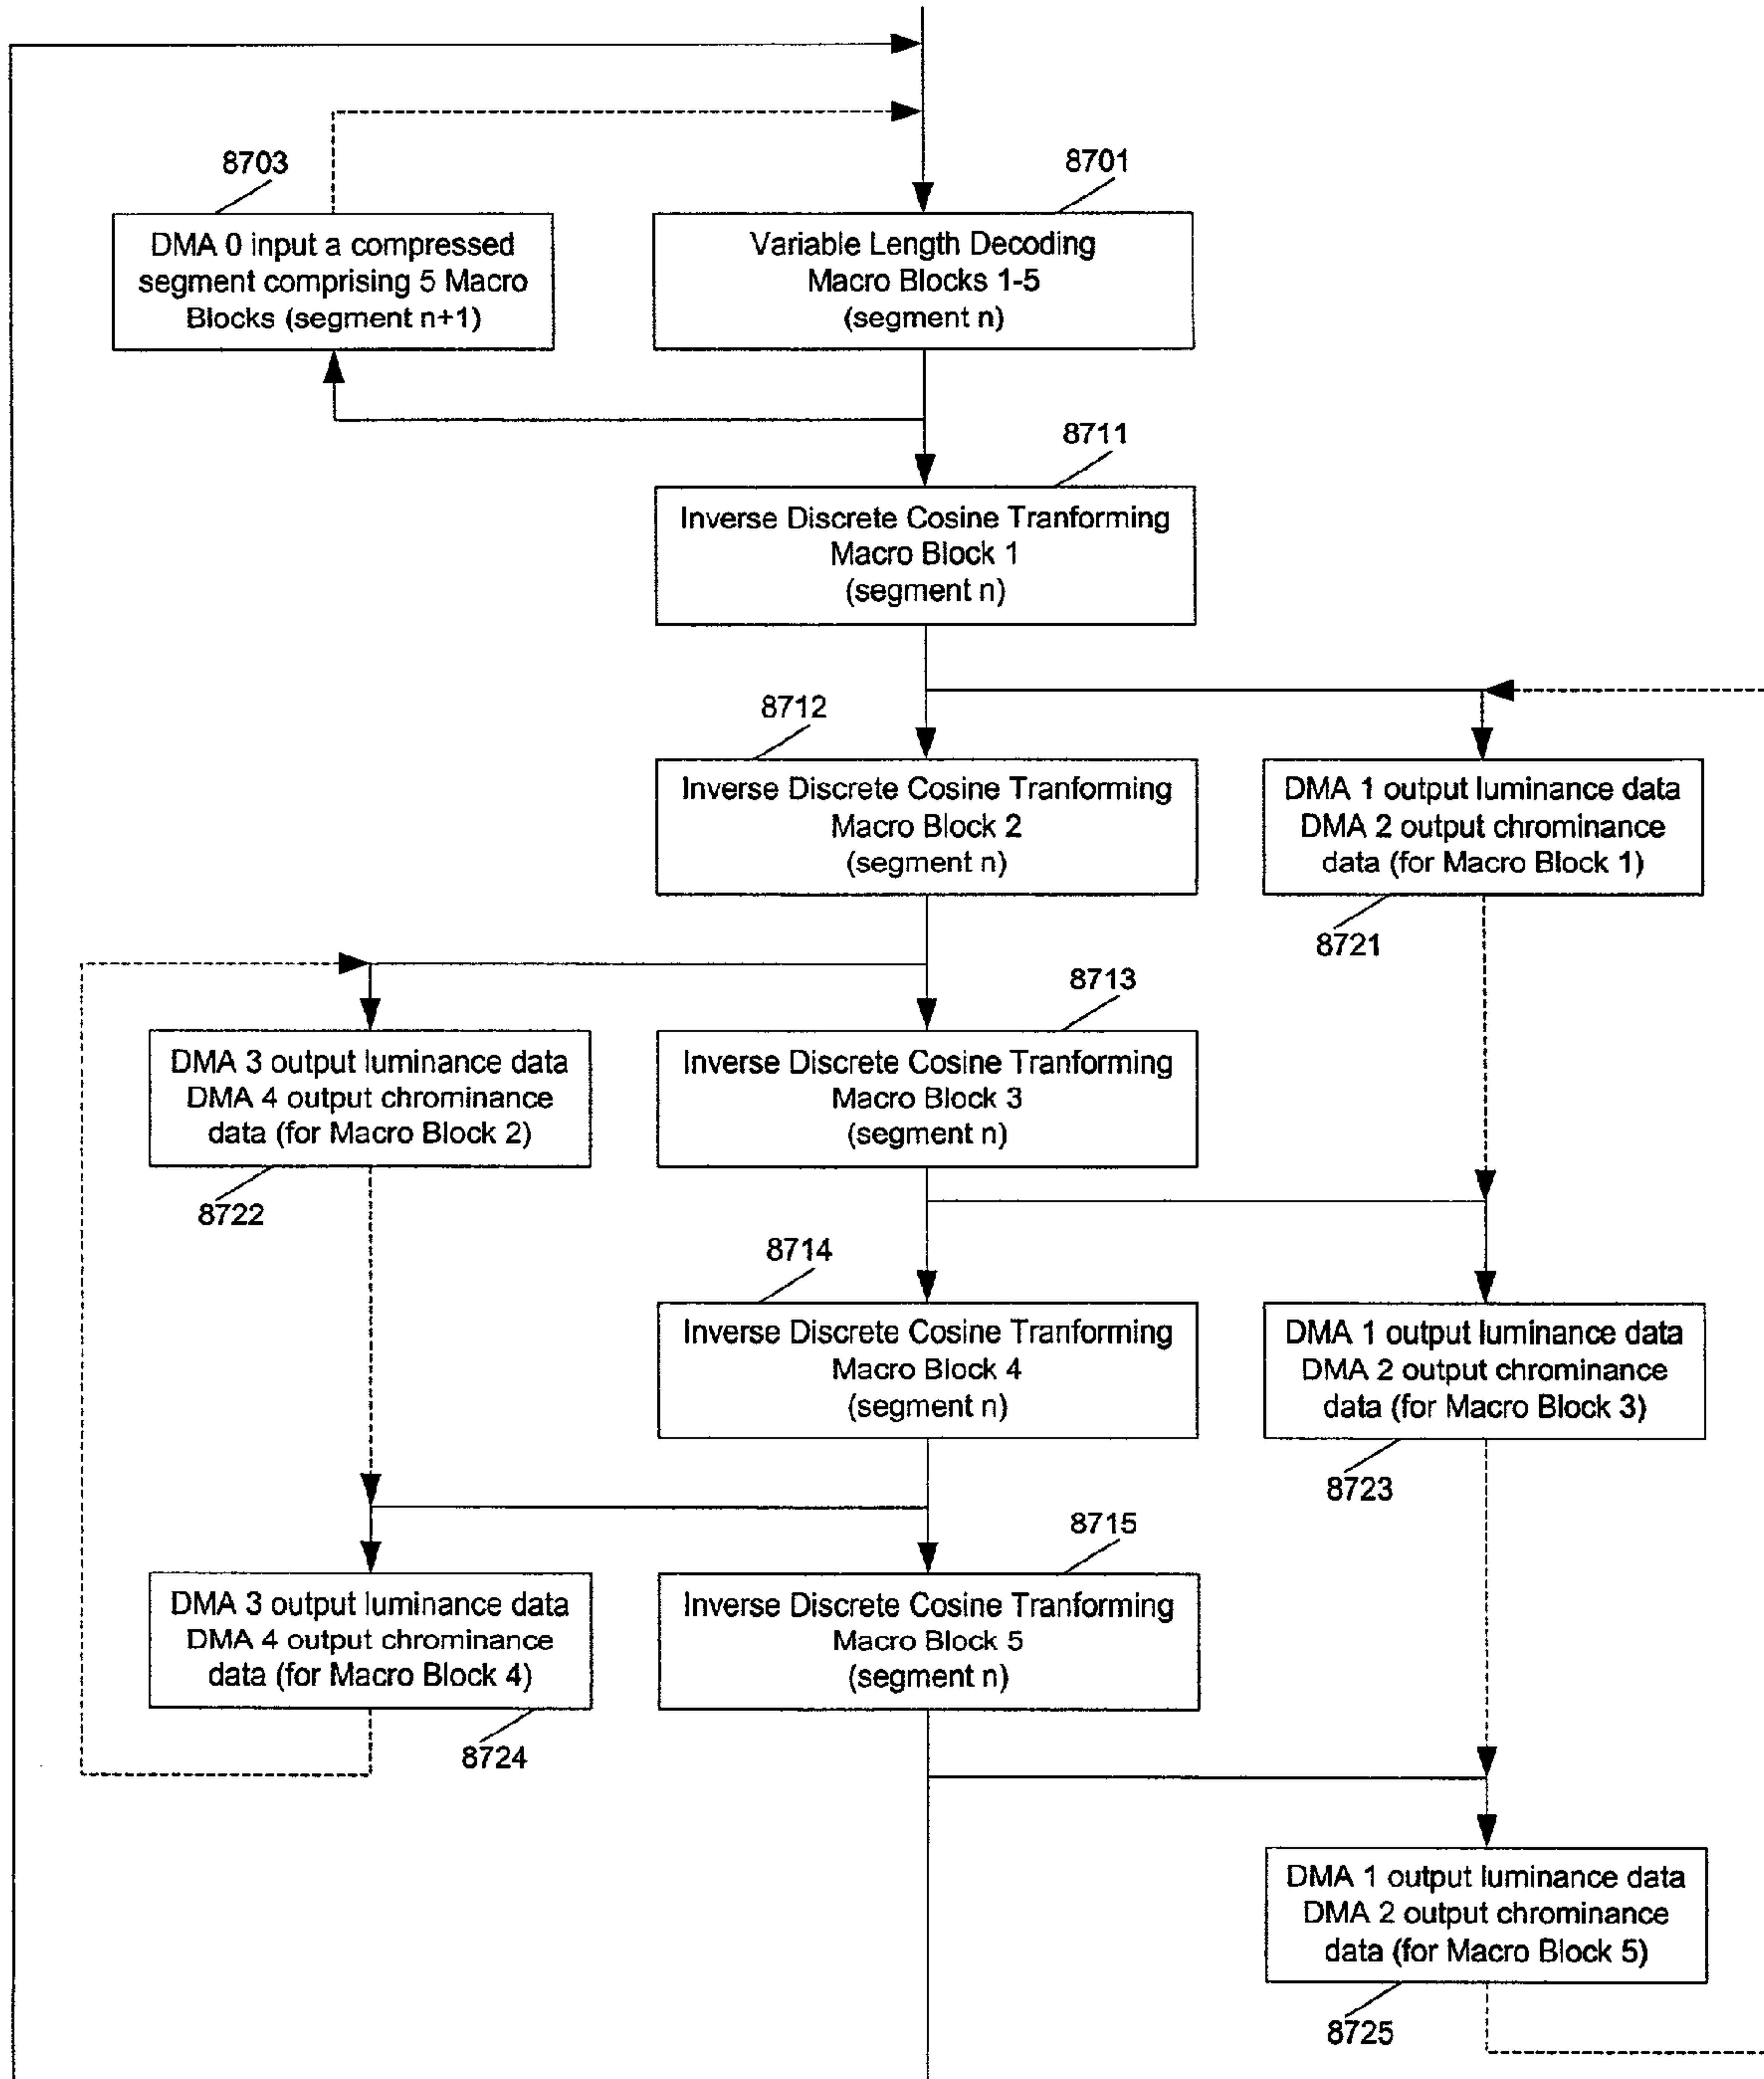 8703
8701
DMA 0 input a compressed
segment comprising 5 Macro
Blocks (segment n+1)
Variable Length Decoding
Macro Blocks 1-5
(segment n)
8711
Inverse Discrete Cosine Tranforming
Macro Block 1
(segment n)
8712
Inverse Discrete Cosine Tranforming
Macro Block 2
(segment n)
DMA 1 output luminance data
DMA 2 output chrominance
data (for Macro Block 1)
8721
8713
DMA 3 output luminance data
DMA 4 output chrominance
data (for Macro Block 2)
8722
Inverse Discrete Cosine Tranforming
Macro Block 3
(segment n)
8714
Inverse Discrete Cosine Tranforming
Macro Block 4
(segment n)
DMA 1 output luminance data
DMA 2 output chrominance
data (for Macro Block 3)
8723
8715
DMA 3 output luminance data
DMA 4 output chrominance
data (for Macro Block 4)
8724
Inverse Discrete Cosine Tranforming
Macro Block 5
(segment n)
DMA 1 output luminance data
DMA 2 output chrominance
data (for Macro Block 5)
8725